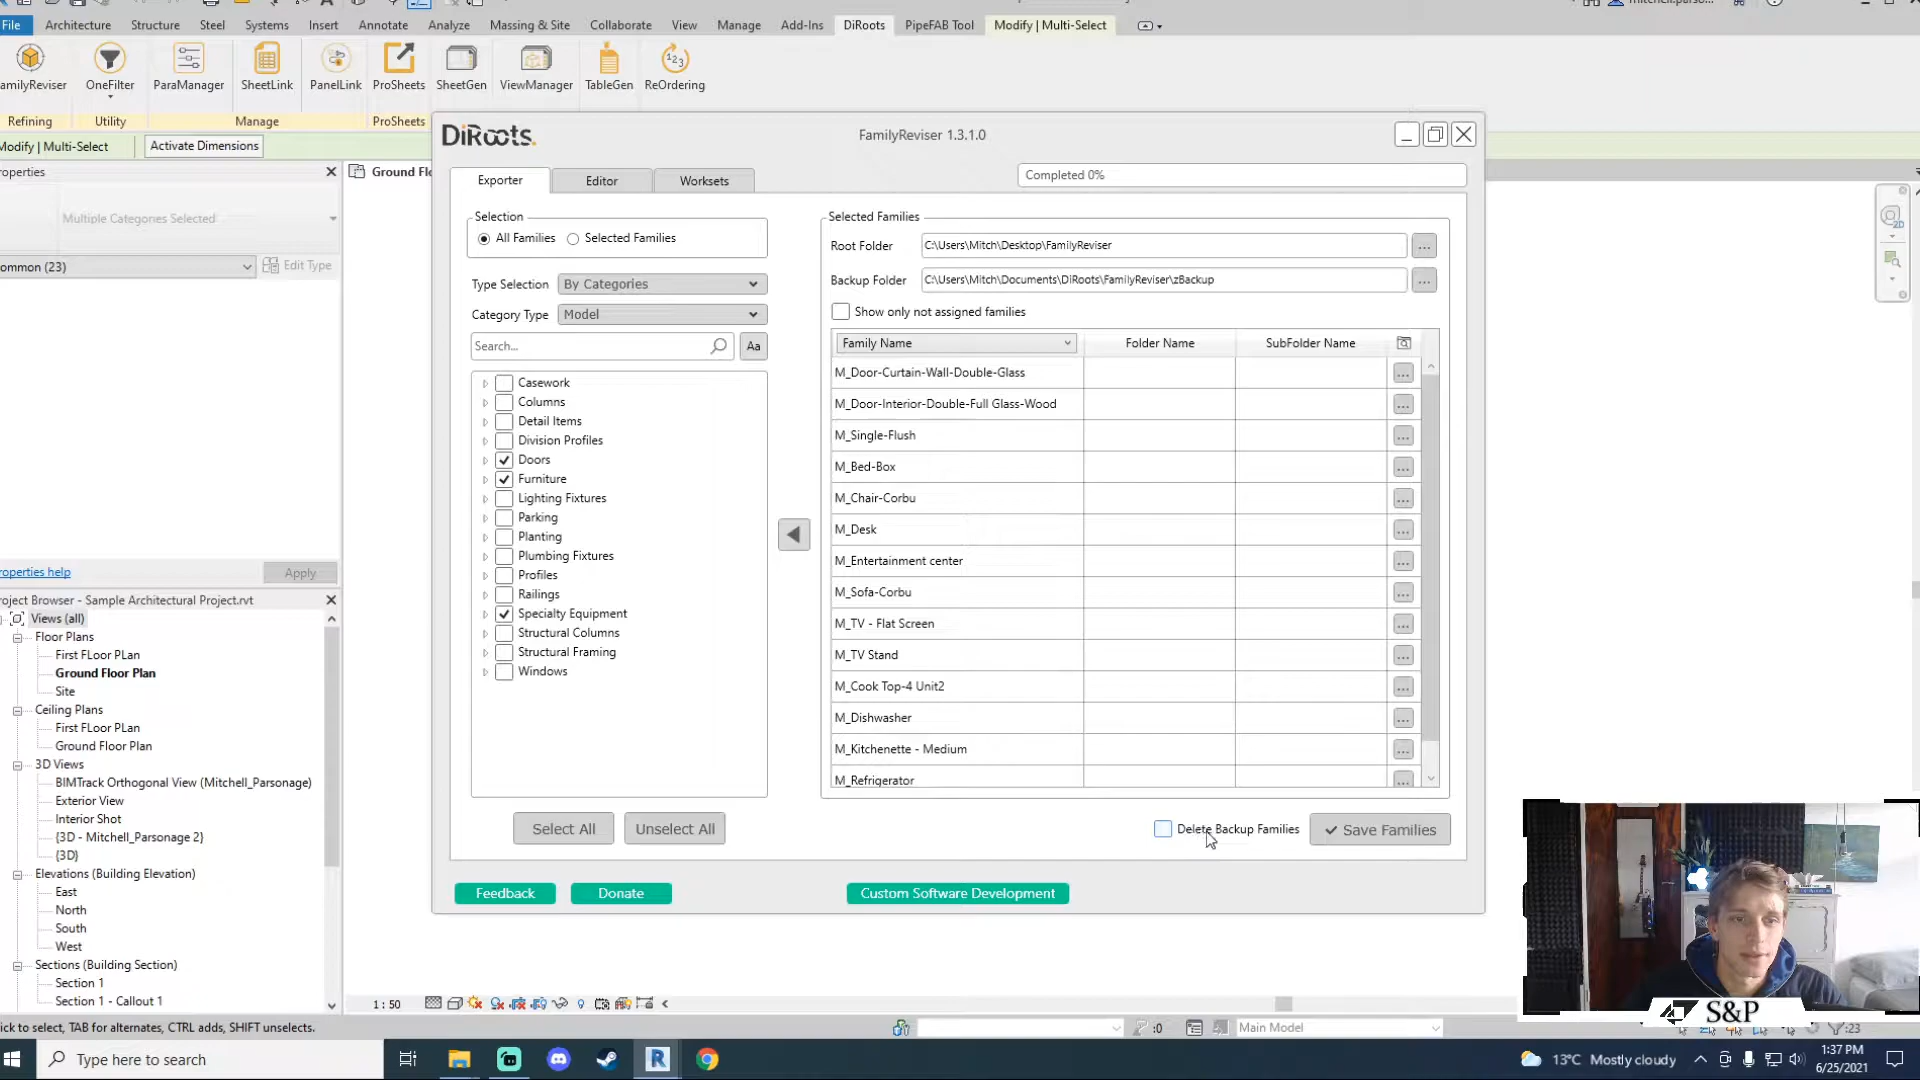 File Architecture Structure Steel Systems Insert Annotate Analyze Massing & Site Collaborate View Manage Add-Ins DiRoots PipeFAB Tool Modify | Multi-Select
amilyReviser OneFilter ParaManager SheetLink PanelLink ProSheets SheetGen ViewManager TableGen ReOrdering
Refining Utility Manage ProSheets
Modify | Multi-Select Activate Dimensions
roperties
Ground Flo
Multiple Categories Selected
ommon (23) Edit Type
roperties help Apply
roject Browser - Sample Architectural Project.rvt
Views (all)
Floor Plans
First FLoor PLan
Ground Floor Plan
Site
Ceiling Plans
First FLoor PLan
Ground Floor Plan
3D Views
BIMTrack Orthogonal View (Mitchell_Parsonage)
Exterior View
Interior Shot
{3D - Mitchell_Parsonage 2}
{3D}
Elevations (Building Elevation)
East
North
South
West
Sections (Building Section)
Section 1
Section 1 - Callout 1
DiRoots.
FamilyReviser 1.3.1.0
Exporter Editor Worksets
Completed 0%
Selection
All Families Selected Families
Type Selection By Categories
Category Type Model
Search... Aa
Casework
Columns
Detail Items
Division Profiles
Doors
Furniture
Lighting Fixtures
Parking
Planting
Plumbing Fixtures
Profiles
Railings
Specialty Equipment
Structural Columns
Structural Framing
Windows
Select All Unselect All
Selected Families
Root Folder C:\Users\Mitch\Desktop\FamilyReviser ...
Backup Folder C:\Users\Mitch\Documents\DiRoots\FamilyReviser\zBackup ...
Show only not assigned families
Family Name Folder Name SubFolder Name
M_Door-Curtain-Wall-Double-Glass ...
M_Door-Interior-Double-Full Glass-Wood ...
M_Single-Flush ...
M_Bed-Box ...
M_Chair-Corbu ...
M_Desk ...
M_Entertainment center ...
M_Sofa-Corbu ...
M_TV - Flat Screen ...
M_TV Stand ...
M_Cook Top-4 Unit2 ...
M_Dishwasher ...
M_Kitchenette - Medium ...
M_Refrigerator ...
Delete Backup Families Save Families
Feedback Donate Custom Software Development
2D
S&P
1 : 50
ick to select, TAB for alternates, CTRL adds, SHIFT unselects.
:0 Main Model :23
Type here to search
R
13°C Mostly cloudy
1:37 PM
6/25/2021